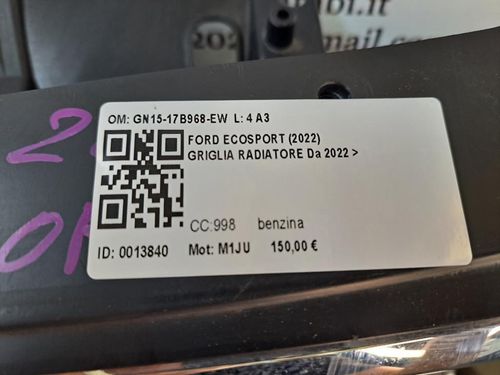 202
OM: GN15-17B968-EW L: 4 A3
FORD ECOSPORT (2022)
GRIGLIA RADIATORE Da 2022 >
CC:998 benzina
ID: 0013840 Mot: M1JU 150,00 €